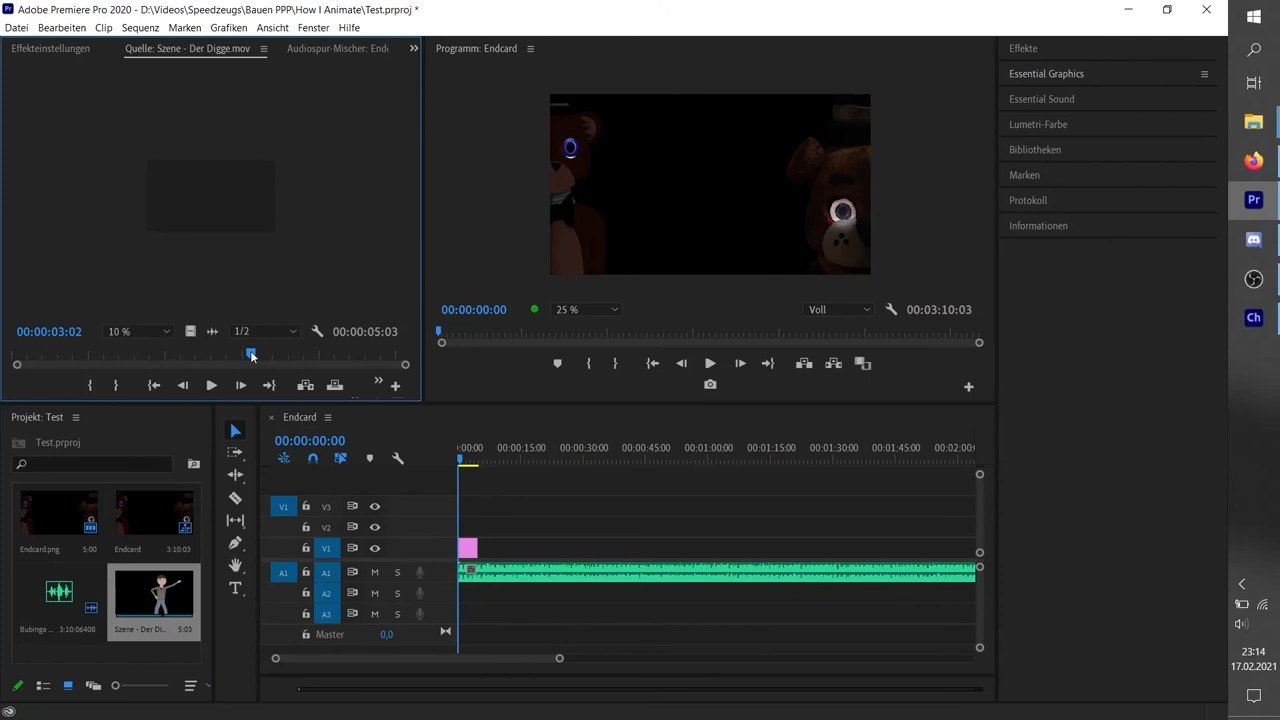 Adobe Premiere Pro 2020 - D:\Videos\Speedzeugs\Bauen PPP\How I Animate\Test.prproj *
Datei Bearbeiten Clip Sequenz Marken Grafiken Ansicht Fenster Hilfe
Effekteinstellungen Quelle: Szene - Der Digge.mov Audiospur-Mischer: Endc
Programm: Endcard
Effekte
Essential Graphics
Essential Sound
Lumetri-Farbe
Bibliotheken
Marken
Protokoll
Informationen
00:00:03:02 10 % 1/2 00:00:05:03
00:00:00:00 25 % Voll 00:03:10:03
Projekt: Test
Test.prproj
Endcard.png 5:00
Endcard 3:10:03
Bubinga ... 3:10:06408
Szene - Der Di... 5:03
Endcard
00:00:00:00
:00:00 00:00:15:00 00:00:30:00 00:00:45:00 00:01:00:00 00:01:15:00 00:01:30:00 00:01:45:00 00:02:00
V1 V3
V2
V1
fx
A1 A1 M S
A2 M S
A3 M S
Master 0,0
Pr
Ch
23:14
17.02.2021